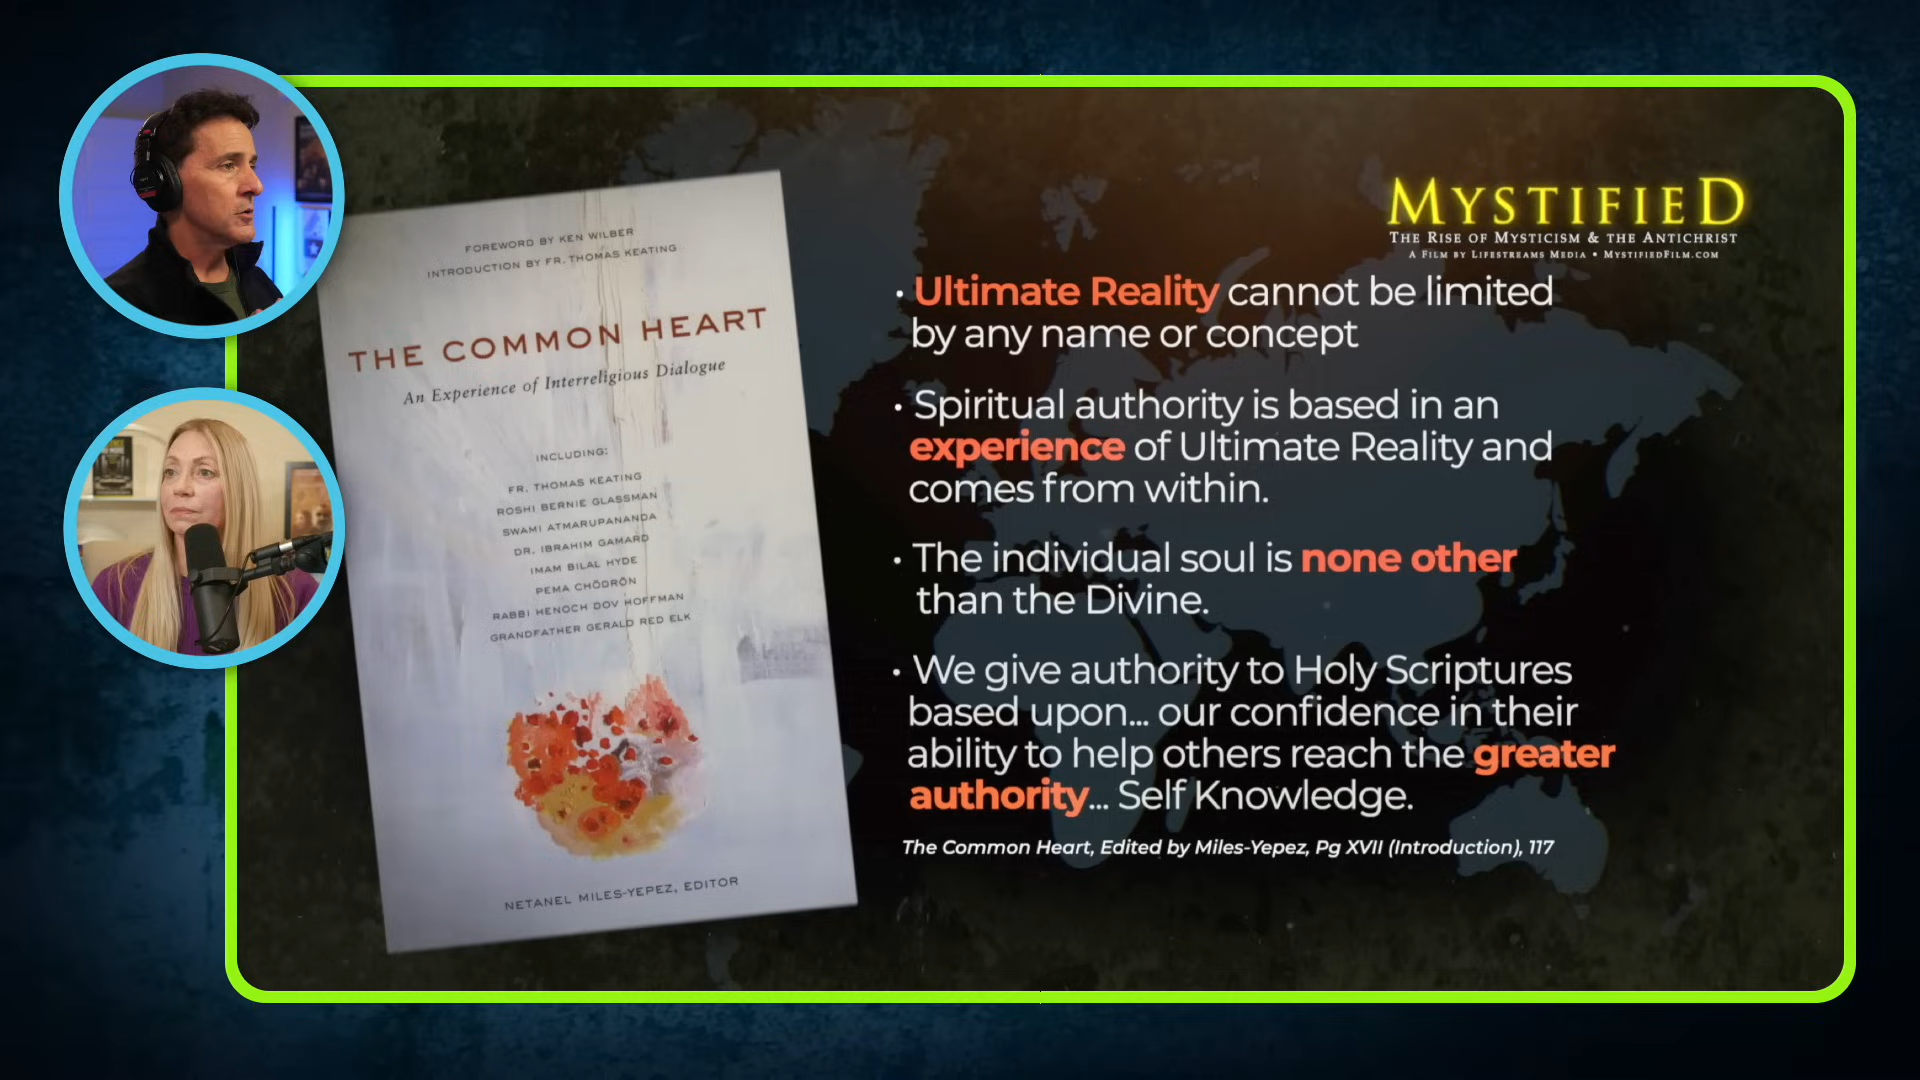 FOREWORD BY KEN WILBER
INTRODUCTION BY FR. THOMAS KEATING
THE COMMON HEART
An Experience of Interreligious Dialogue
INCLUDING:
FR. THOMAS KEATING
ROSHI BERNIE GLASSMAN
SWAMI ATMARUPANANDA
DR. IBRAHIM GAMARD
IMAM BILAL HYDE
PEMA CHÖDRÖN
RABBI HENOCH DOV HOFFMAN
GRANDFATHER GERALD RED ELK
NETANEL MILES-YEPEZ, EDITOR
MYSTIFIED
THE RISE OF MYSTICISM & THE ANTICHRIST
A FILM BY LIFESTREAMS MEDIA • MYSTIFIEDFILM.COM
• Ultimate Reality cannot be limited
by any name or concept
• Spiritual authority is based in an
experience of Ultimate Reality and
comes from within.
• The individual soul is none other
than the Divine.
• We give authority to Holy Scriptures
based upon... our confidence in their
ability to help others reach the greater
authority... Self Knowledge.
The Common Heart, Edited by Miles-Yepez, Pg XVII (Introduction), 117